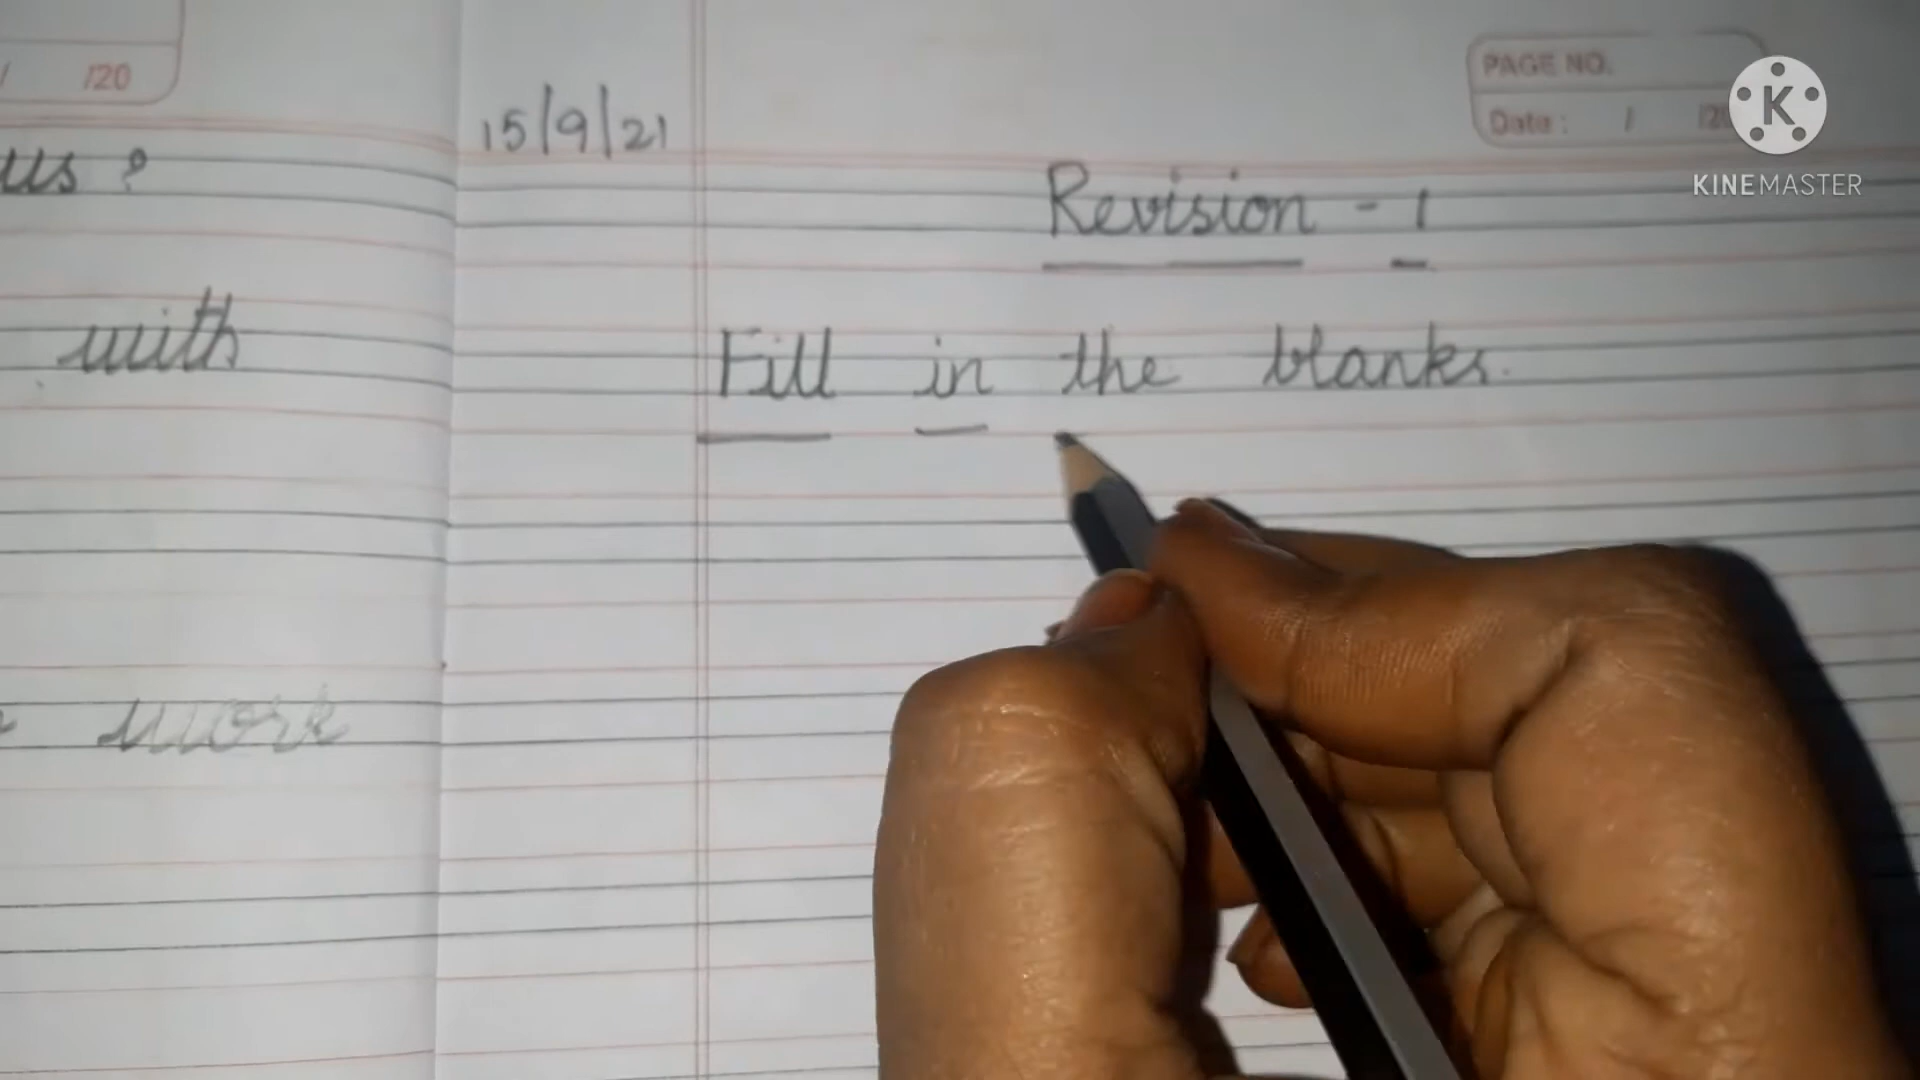 / /20
us ?
with
work
15/9/21
PAGE NO.
Date : / /20
K
KINEMASTER
Revision - 1
Fill in the blanks.